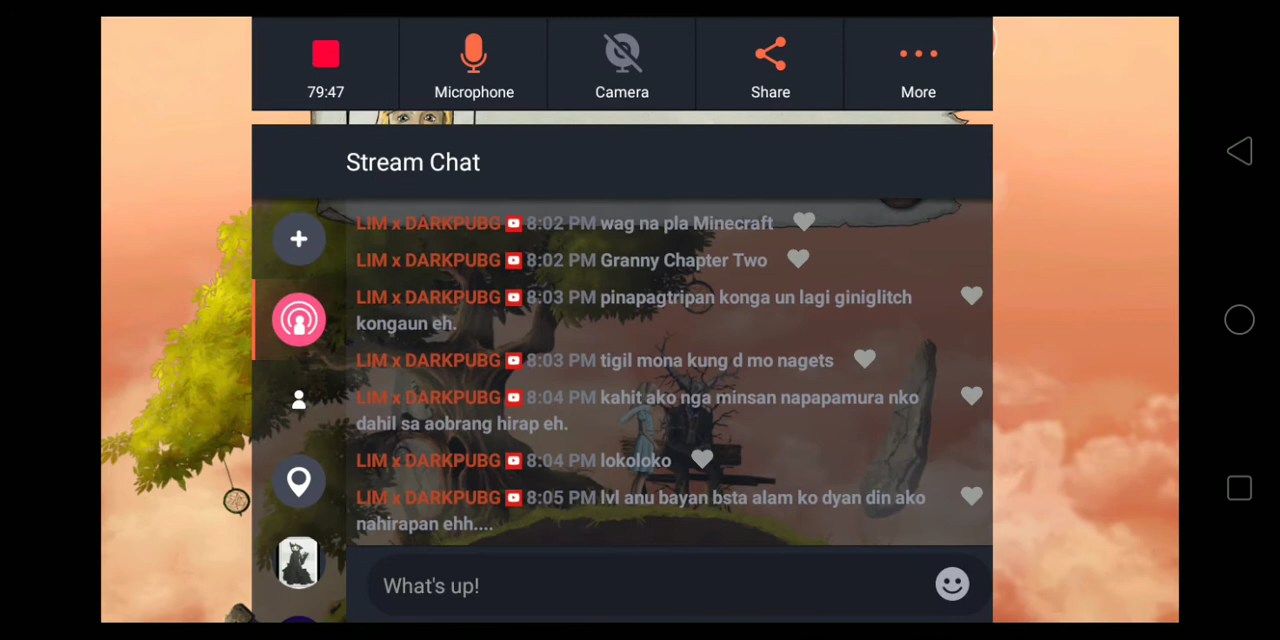 79:47
Microphone
Camera
Share
More
Stream Chat
LIM x DARKPUBG 8:02 PM wag na pla Minecraft
LIM x DARKPUBG 8:02 PM Granny Chapter Two
LIM x DARKPUBG 8:03 PM pinapagtripan konga un lagi giniglitch
kongaun eh.
LIM x DARKPUBG 8:03 PM tigil mona kung d mo nagets
LIM x DARKPUBG 8:04 PM kahit ako nga minsan napapamura nko
dahil sa aobrang hirap eh.
LIM x DARKPUBG 8:04 PM lokoloko
LIM x DARKPUBG 8:05 PM lvl anu bayan bsta alam ko dyan din ako
nahirapan ehh....
What's up!